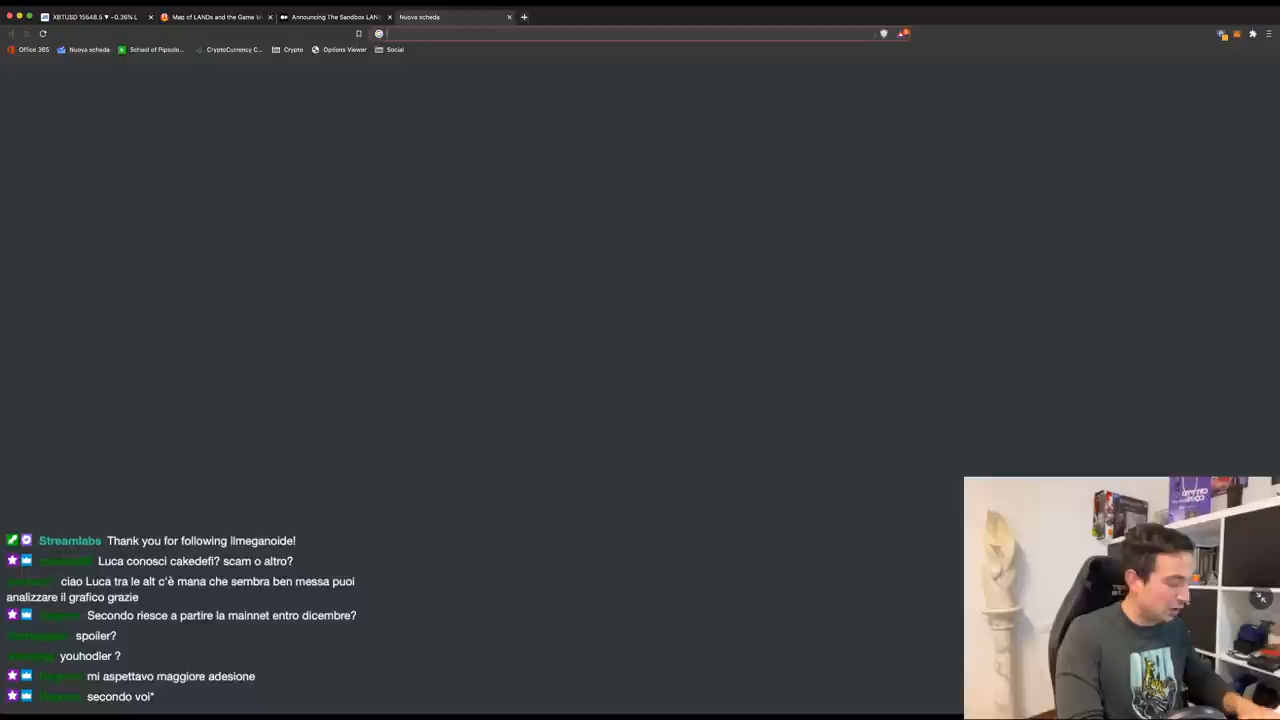 XBTUSD 15548.5 ▼ −0.36% L
Map of LANDs and the Game M
Announcing The Sandbox LAN
Nuova scheda
Office 365
Nuova scheda
School of Pipsolo...
CryptoCurrency C...
Crypto
Options Viewer
Social
Streamlabs Thank you for following ilmeganoide!
Luca conosci cakedefi? scam o altro?
ciao Luca tra le alt c'è mana che sembra ben messa puoi
analizzare il grafico grazie
Secondo riesce a partire la mainnet entro dicembre?
spoiler?
youhodler ?
mi aspettavo maggiore adesione
secondo voi*